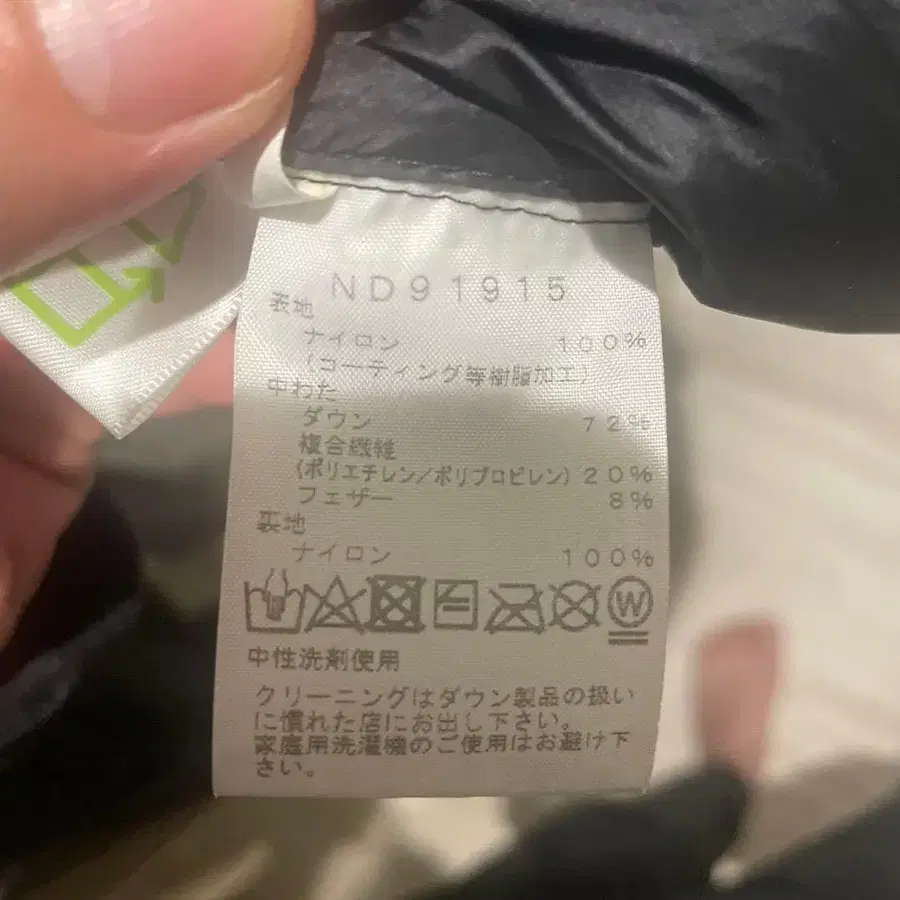 ND91915
表地
ナイロン 100%
(コーティング等樹脂加工)
中わた
ダウン 72%
複合繊維
(ポリエチレン/ポリプロピレン) 20%
フェザー 8%
裏地
ナイロン 100%
W
中性洗剤使用
クリーニングはダウン製品の扱い
に慣れた店にお出し下さい。
家庭用洗濯機のご使用はお避け下
さい。